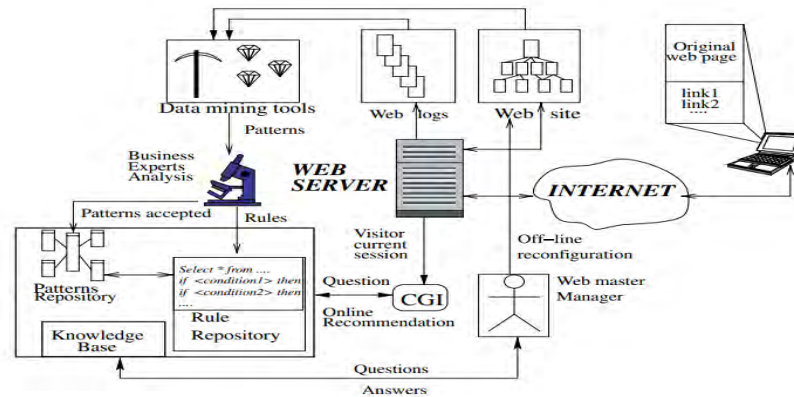 Original
web page
link1
link2
....
Data mining tools
Web logs
Web site
Patterns
Business
Experts
Analysis
WEB
SERVER
INTERNET
Patterns accepted
Rules
Visitor
current
session
Off-line
reconfiguration
Patterns
Repository
Select * from ....
if <condition1> then
if <condition2> then
....
Rule
Repository
Question
CGI
Online
Recommendation
Web master
Manager
Knowledge
Base
Questions
Answers